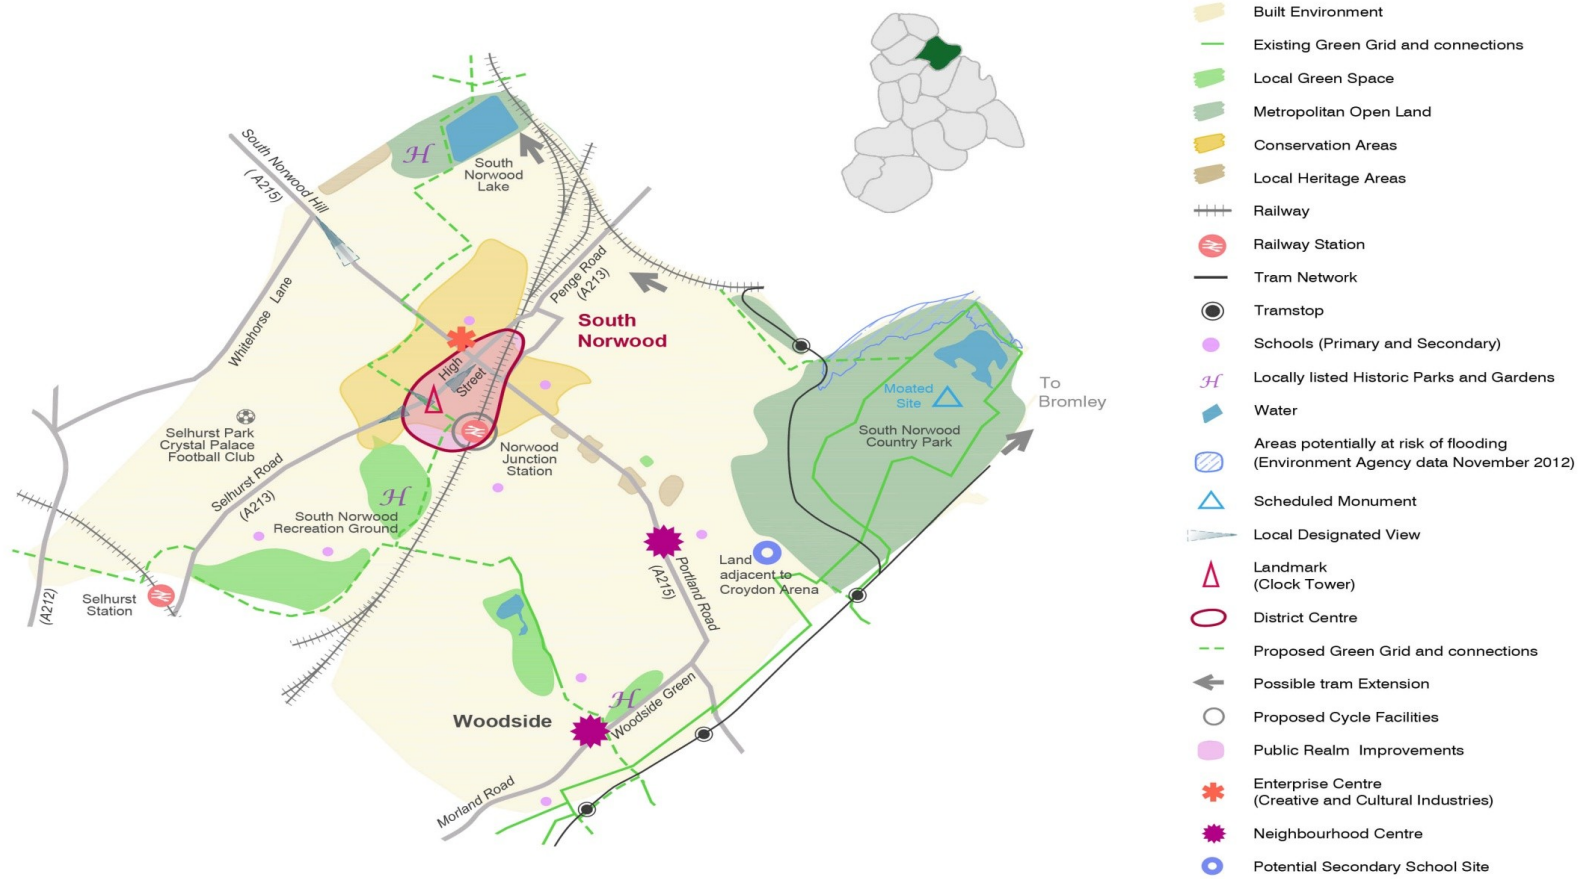 South Norwood Hill
(A215)
South
Norwood
Lake
Whitehorse Lane
Penge Road
(A213)
South
Norwood
High
Street
Moated
Site
To
Bromley
South Norwood
Country Park
Selhurst Park
Crystal Palace
Football Club
Norwood
Junction
Station
Selhurst Road
(A213)
South Norwood
Recreation Ground
Selhurst
Station
(A212)
Land
adjacent to
Croydon Arena
Portland Road
(A215)
Woodside
Woodside Green
Morland Road
H
H
H
Built Environment
Existing Green Grid and connections
Local Green Space
Metropolitan Open Land
Conservation Areas
Local Heritage Areas
Railway
Railway Station
Tram Network
Tramstop
Schools (Primary and Secondary)
H Locally listed Historic Parks and Gardens
Water
Areas potentially at risk of flooding
(Environment Agency data November 2012)
Scheduled Monument
Local Designated View
Landmark
(Clock Tower)
District Centre
Proposed Green Grid and connections
Possible tram Extension
Proposed Cycle Facilities
Public Realm Improvements
Enterprise Centre
(Creative and Cultural Industries)
Neighbourhood Centre
Potential Secondary School Site